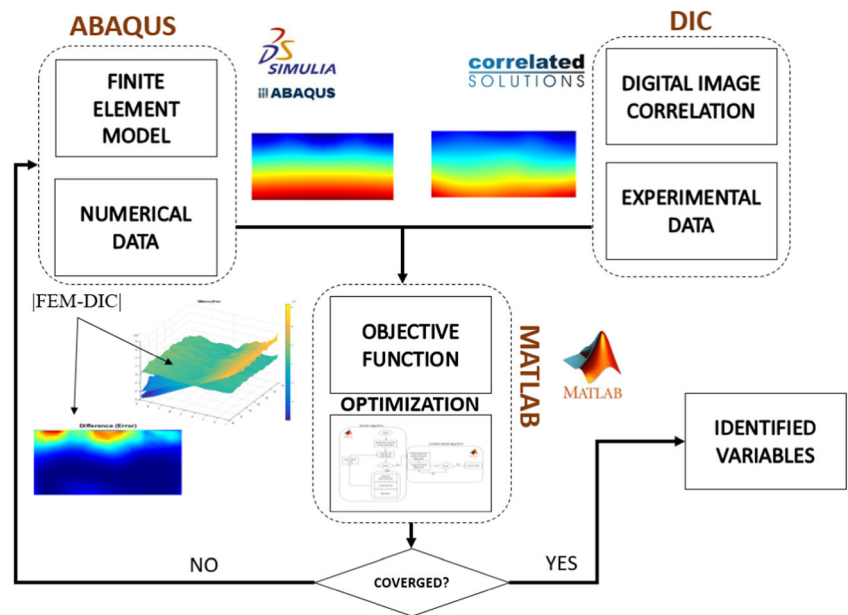 ABAQUS
DIC
FINITE
ELEMENT
MODEL
NUMERICAL
DATA
SIMULIA
ABAQUS
correlated
SOLUTIONS
DIGITAL IMAGE
CORRELATION
EXPERIMENTAL
DATA
|FEM-DIC|
Difference (Error)
OBJECTIVE
FUNCTION
OPTIMIZATION
MATLAB
MATLAB
IDENTIFIED
VARIABLES
NO
COVERGED?
YES